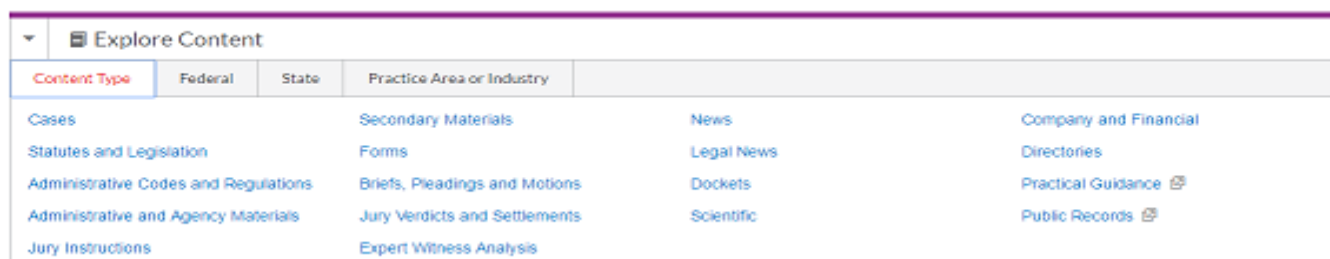 Explore Content
Content Type Federal State Practice Area or Industry
Cases Secondary Materials News Company and Financial
Statutes and Legislation Forms Legal News Directories
Administrative Codes and Regulations Briefs, Pleadings and Motions Dockets Practical Guidance
Administrative and Agency Materials Jury Verdicts and Settlements Scientific Public Records
Jury Instructions Expert Witness Analysis